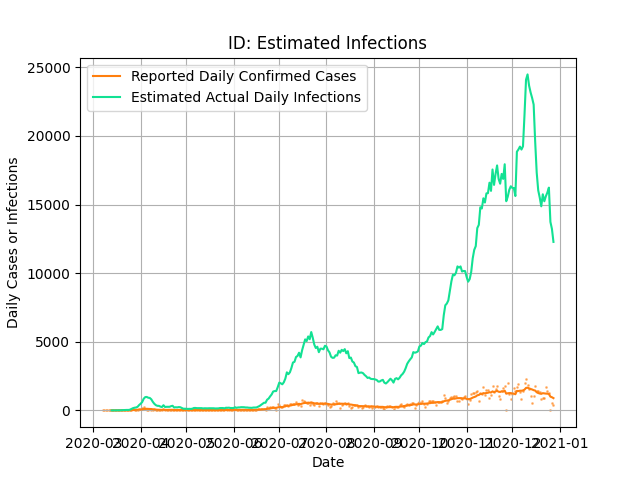 ID: Estimated Infections
Reported Daily Confirmed Cases
Estimated Actual Daily Infections
25000
20000
15000
10000
5000
0
Daily Cases or Infections
2020-03 2020-04 2020-05 2020-06 2020-07 2020-08 2020-09 2020-10 2020-11 2020-12 2021-01
Date